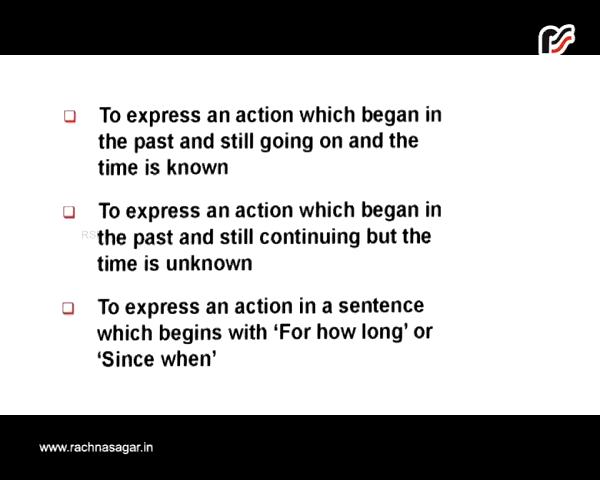 To express an action which began in
the past and still going on and the
time is known
To express an action which began in
the past and still continuing but the
time is unknown
To express an action in a sentence
which begins with ‘For how long’ or
‘Since when’
www.rachnasagar.in